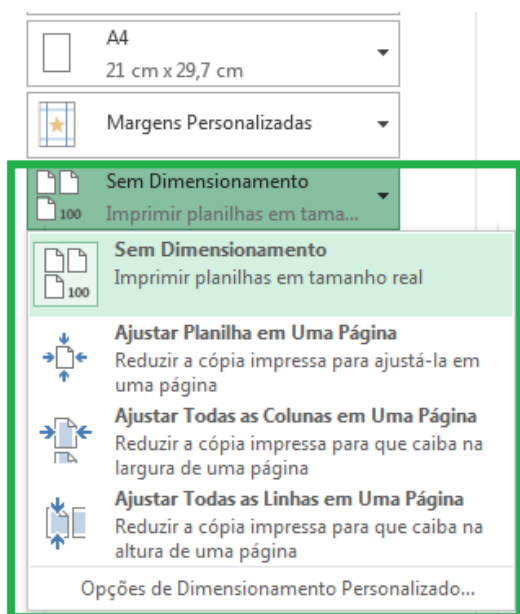 A4
21 cm x 29,7 cm
Margens Personalizadas
Sem Dimensionamento
100 Imprimir planilhas em tama...
Sem Dimensionamento
Imprimir planilhas em tamanho real
100
Ajustar Planilha em Uma Página
Reduzir a cópia impressa para ajustá-la em
uma página
Ajustar Todas as Colunas em Uma Página
Reduzir a cópia impressa para que caiba na
largura de uma página
Ajustar Todas as Linhas em Uma Página
Reduzir a cópia impressa para que caiba na
altura de uma página
Opções de Dimensionamento Personalizado...